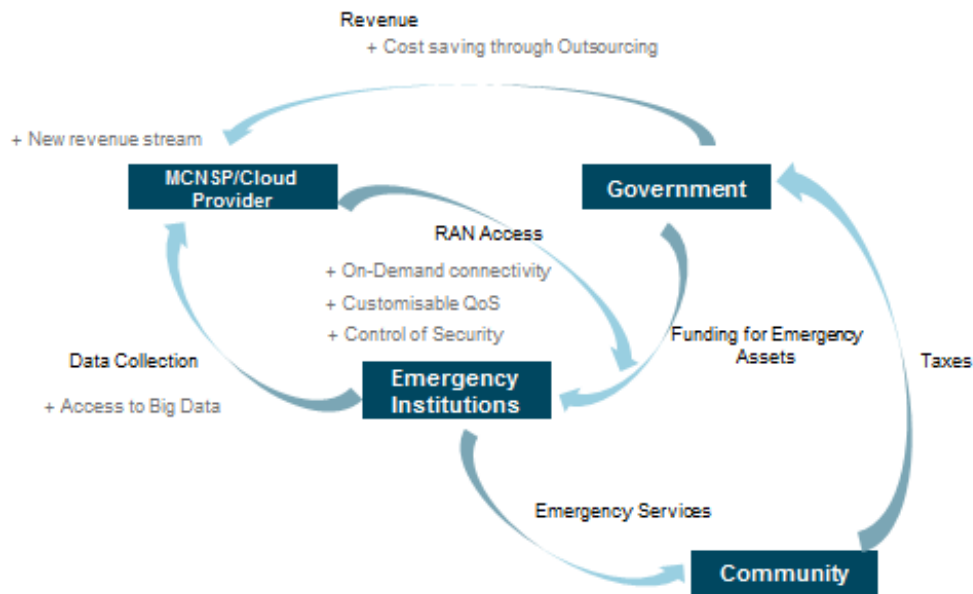 Revenue
+ Cost saving through Outsourcing
+ New revenue stream
MCNSP/Cloud
Provider
Government
RAN Access
+ On-Demand connectivity
+ Customisable QoS
+ Control of Security
Funding for Emergency
Assets
Taxes
Data Collection
+ Access to Big Data
Emergency
Institutions
Emergency Services
Community